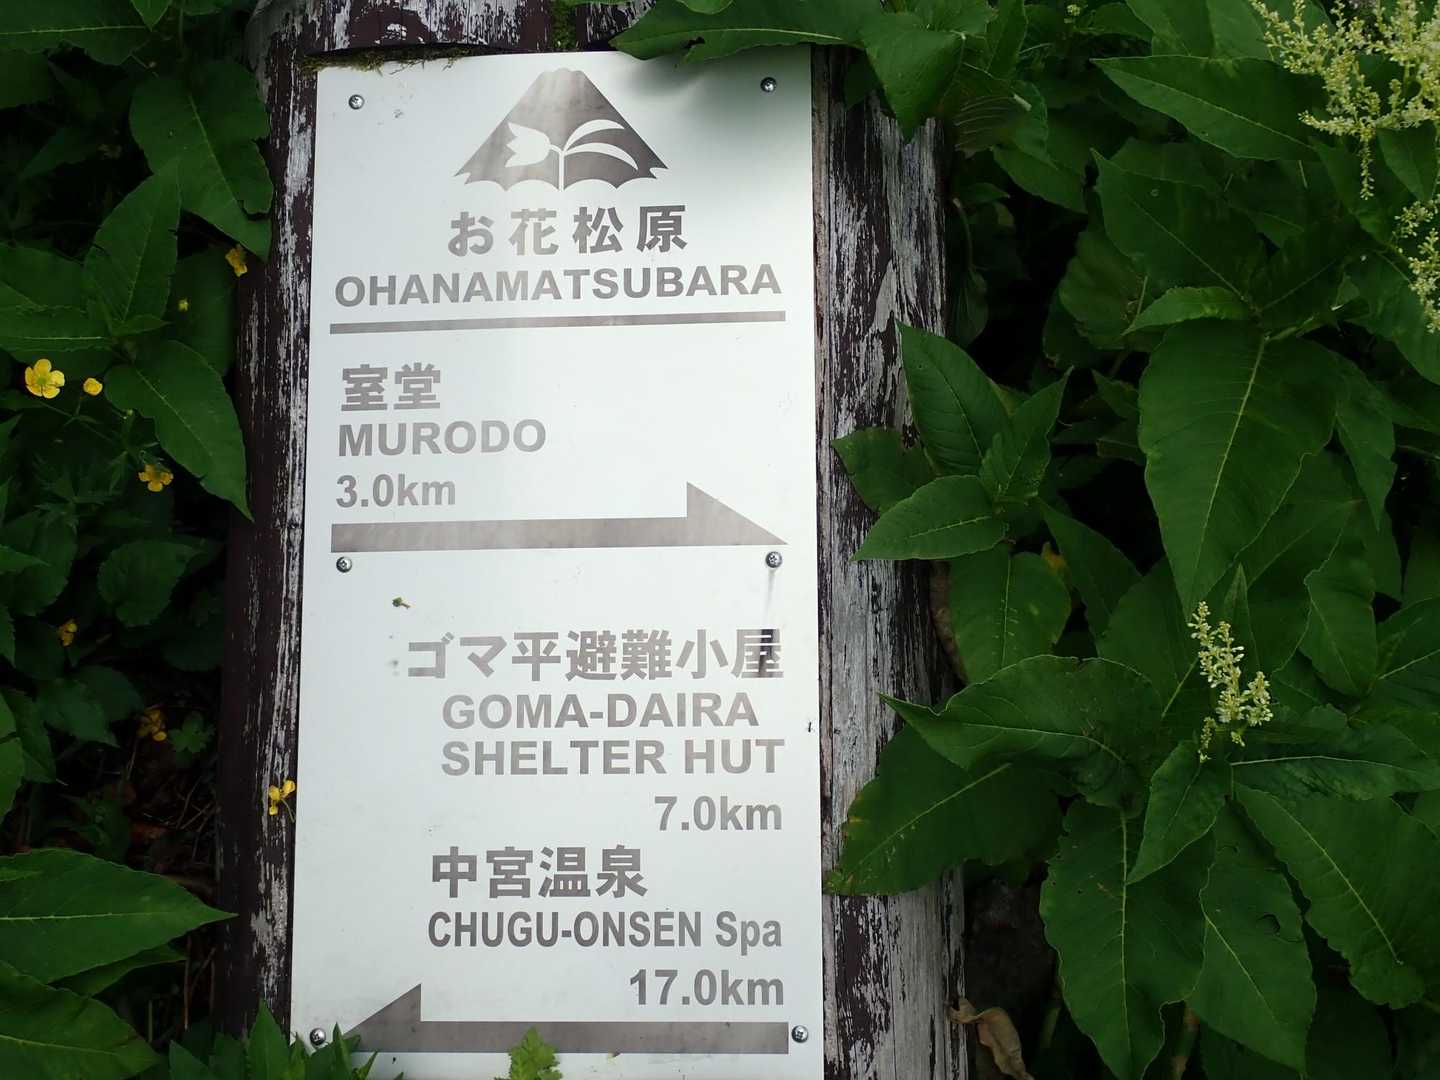 お花松原
OHANAMATSUBARA
室堂
MURODO
3.0km
ゴマ平避難小屋
GOMA-DAIRA
SHELTER HUT
7.0km
中宮温泉
CHUGU-ONSEN Spa
17.0km